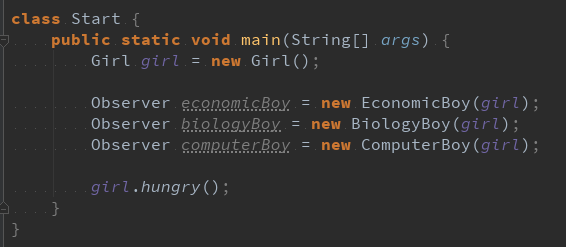 class Start {
public static void main(String[] args) {
Girl girl = new Girl();
Observer economicBoy = new EconomicBoy(girl);
Observer biologyBoy = new BiologyBoy(girl);
Observer computerBoy = new ComputerBoy(girl);
girl.hungry();
}
}